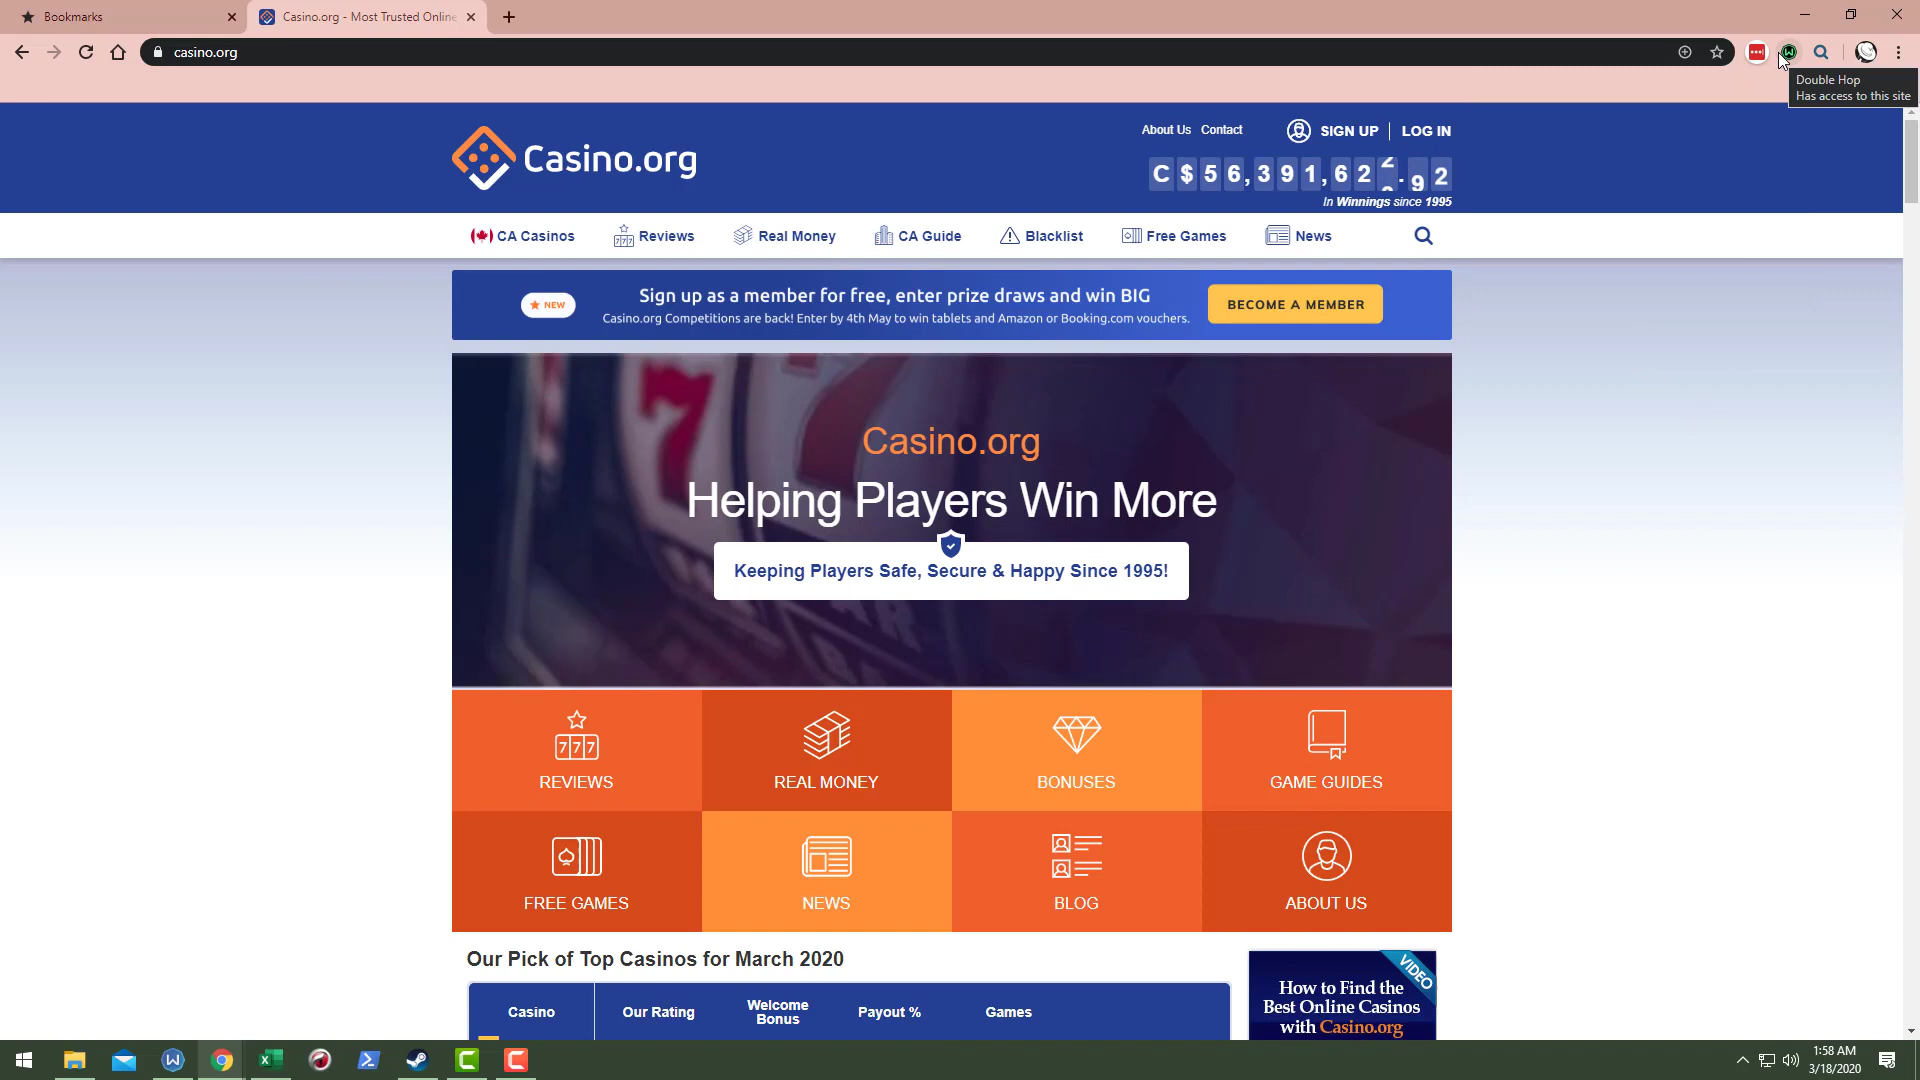 Bookmarks
Casino.org - Most Trusted Online
casino.org
Double Hop
Has access to this site
Casino.org
About Us Contact
SIGN UP LOG IN
C$56,391,622.92
In Winnings since 1995
CA Casinos
Reviews
Real Money
CA Guide
Blacklist
Free Games
News
NEW
Sign up as a member for free, enter prize draws and win BIG
Casino.org Competitions are back! Enter by 4th May to win tablets and Amazon or Booking.com vouchers.
BECOME A MEMBER
Casino.org
Helping Players Win More
Keeping Players Safe, Secure & Happy Since 1995!
777
REVIEWS
REAL MONEY
BONUSES
GAME GUIDES
FREE GAMES
NEWS
BLOG
ABOUT US
Our Pick of Top Casinos for March 2020
Casino
Our Rating
Welcome
Bonus
Payout %
Games
VIDEO
How to Find the
Best Online Casinos
with Casino.org
1:58 AM
3/18/2020